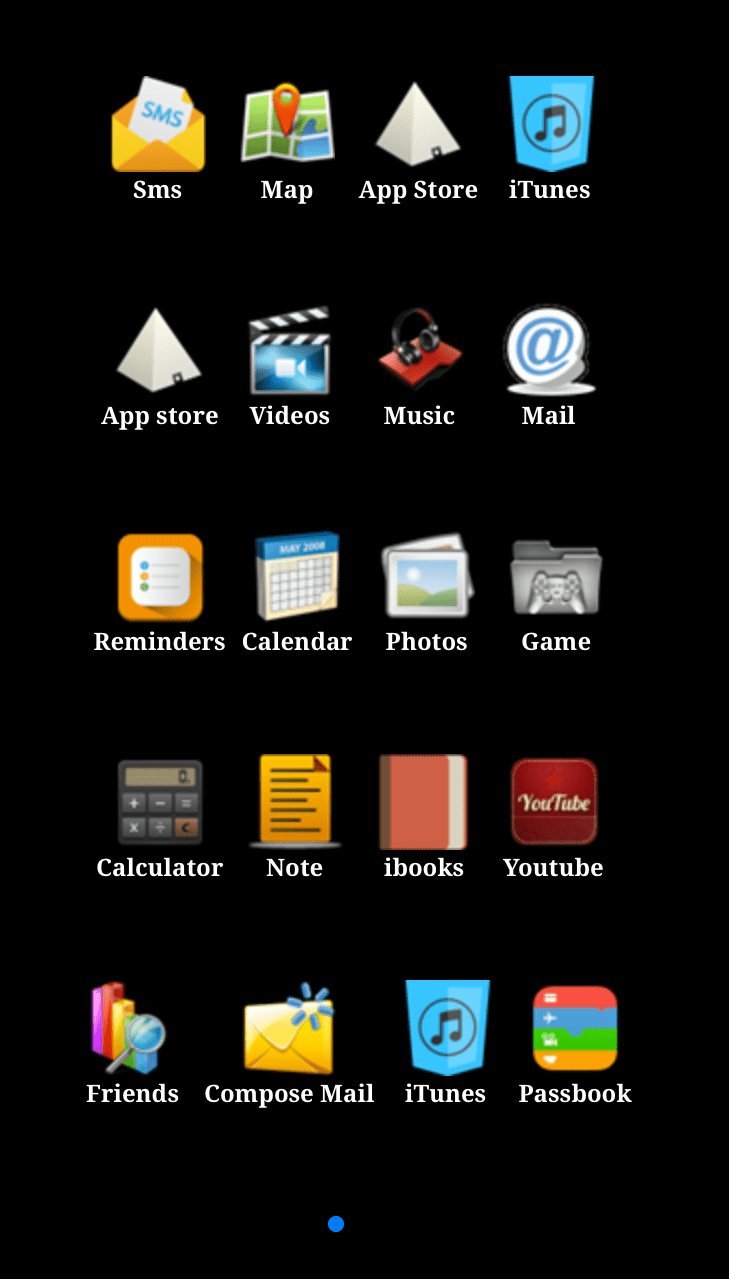 SMS
Sms Map App Store iTunes
App store Videos Music Mail
MAY 2008
Reminders Calendar Photos Game
0.
+ − =
x ÷ C
YouTube
Calculator Note ibooks Youtube
Friends Compose Mail iTunes Passbook